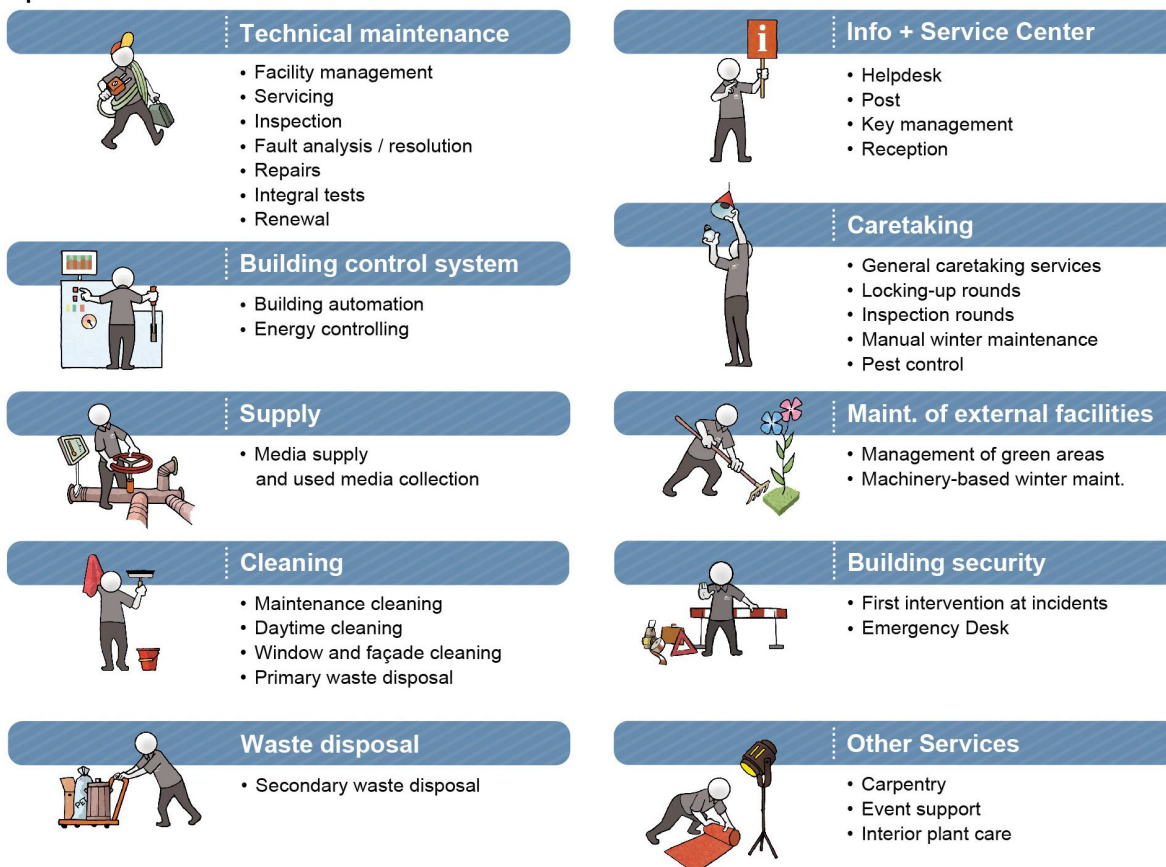 Technical maintenance
• Facility management
• Servicing
• Inspection
• Fault analysis / resolution
• Repairs
• Integral tests
• Renewal
Building control system
• Building automation
• Energy controlling
Supply
• Media supply
and used media collection
Cleaning
• Maintenance cleaning
• Daytime cleaning
• Window and façade cleaning
• Primary waste disposal
Waste disposal
• Secondary waste disposal
i
Info + Service Center
• Helpdesk
• Post
• Key management
• Reception
Caretaking
• General caretaking services
• Locking-up rounds
• Inspection rounds
• Manual winter maintenance
• Pest control
Maint. of external facilities
• Management of green areas
• Machinery-based winter maint.
Building security
• First intervention at incidents
• Emergency Desk
Other Services
• Carpentry
• Event support
• Interior plant care